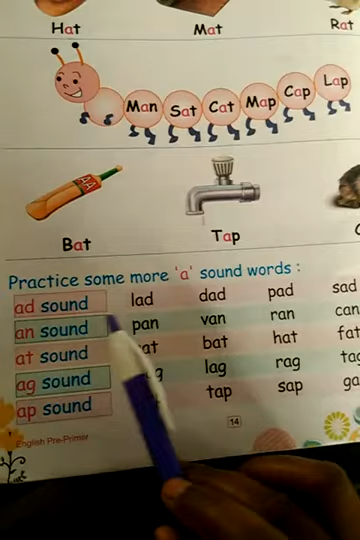 Hat Mat Rat
Man Sat Cat Map Cap Lap
Bat Tap
Practice some more 'a' sound words :
ad sound lad dad pad sad
an sound pan van ran can
at sound bat hat fat
ag sound lag rag
ap sound tap sap
14
English Pre-Primer